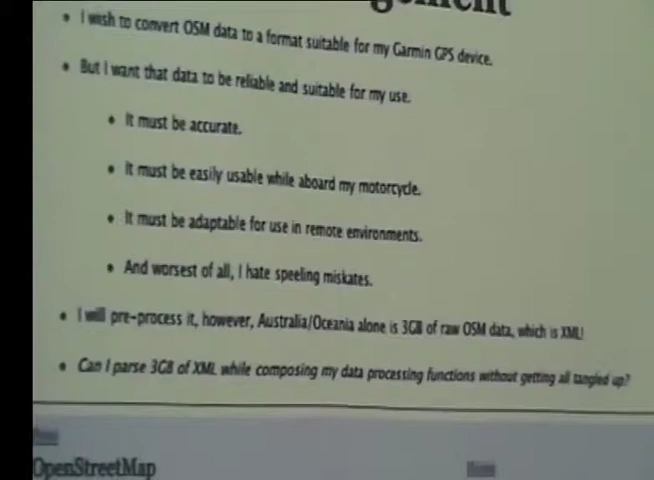 I wish to convert OSM data to a format suitable for my Garmin GPS device.
But I want that data to be reliable and suitable for my use.
It must be accurate.
It must be easily usable while aboard my motorcycle.
It must be adaptable for use in remote environments.
And worsest of all, I hate speeling miskates.
I will pre-process it, however, Australia/Oceania alone is 3GB of raw OSM data, which is XML!
Can I parse 3GB of XML while composing my data processing functions without getting all tangled up?
OpenStreetMap